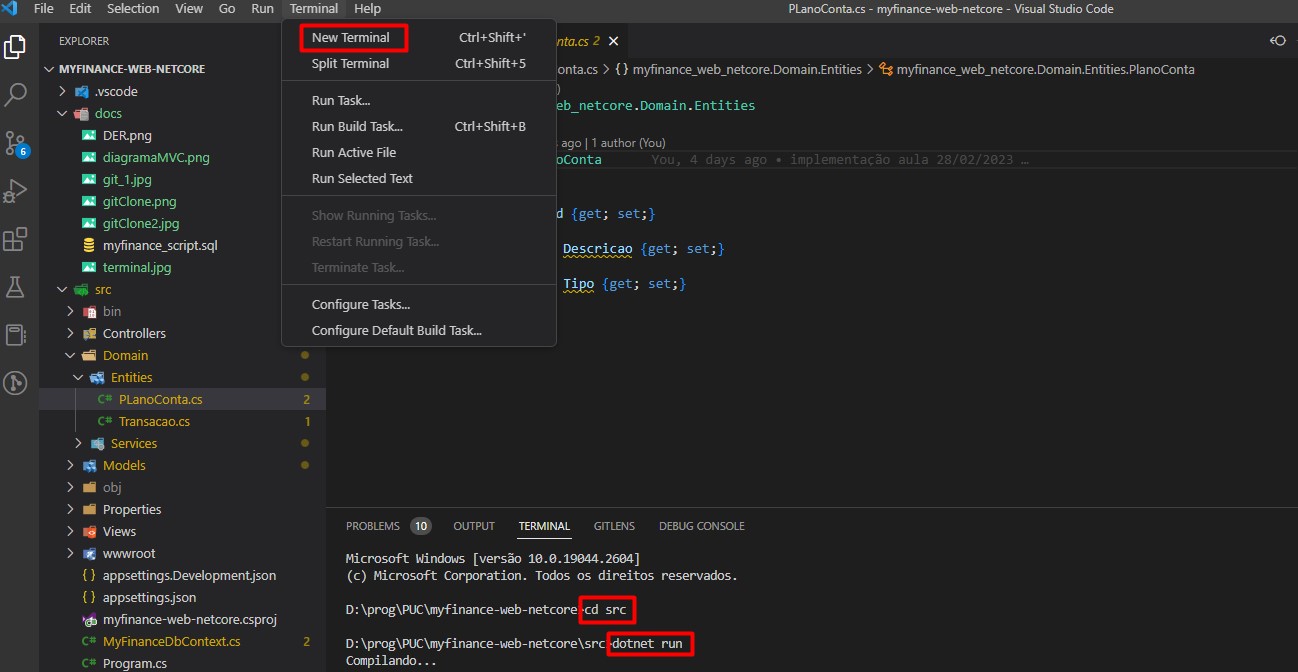 File Edit Selection View Go Run Terminal Help
PLanoConta.cs - myfinance-web-netcore - Visual Studio Code
EXPLORER
MYFINANCE-WEB-NETCORE
.vscode
docs
DER.png
diagramaMVC.png
git_1.jpg
gitClone.png
gitClone2.jpg
myfinance_script.sql
terminal.jpg
src
bin
Controllers
Domain
Entities
C# PLanoConta.cs 2
C# Transacao.cs 1
Services
Models
obj
Properties
Views
wwwroot
{ } appsettings.Development.json
{ } appsettings.json
myfinance-web-netcore.csproj
C# MyFinanceDbContext.cs 2
C# Program.cs
6
New Terminal Ctrl+Shift+'
Split Terminal Ctrl+Shift+5
Run Task...
Run Build Task... Ctrl+Shift+B
Run Active File
Run Selected Text
Show Running Tasks...
Restart Running Task...
Terminate Task...
Configure Tasks...
Configure Default Build Task...
onta.cs 2
onta.cs > {} myfinance_web_netcore.Domain.Entities > myfinance_web_netcore.Domain.Entities.PlanoConta
)
eb_netcore.Domain.Entities
ago | 1 author (You)
oConta You, 4 days ago • implementação aula 28/02/2023 …
d {get; set;}
Descricao {get; set;}
Tipo {get; set;}
PROBLEMS 10 OUTPUT TERMINAL GITLENS DEBUG CONSOLE
Microsoft Windows [versão 10.0.19044.2604]
(c) Microsoft Corporation. Todos os direitos reservados.
D:\prog\PUC\myfinance-web-netcore>cd src
D:\prog\PUC\myfinance-web-netcore\src>dotnet run
Compilando...